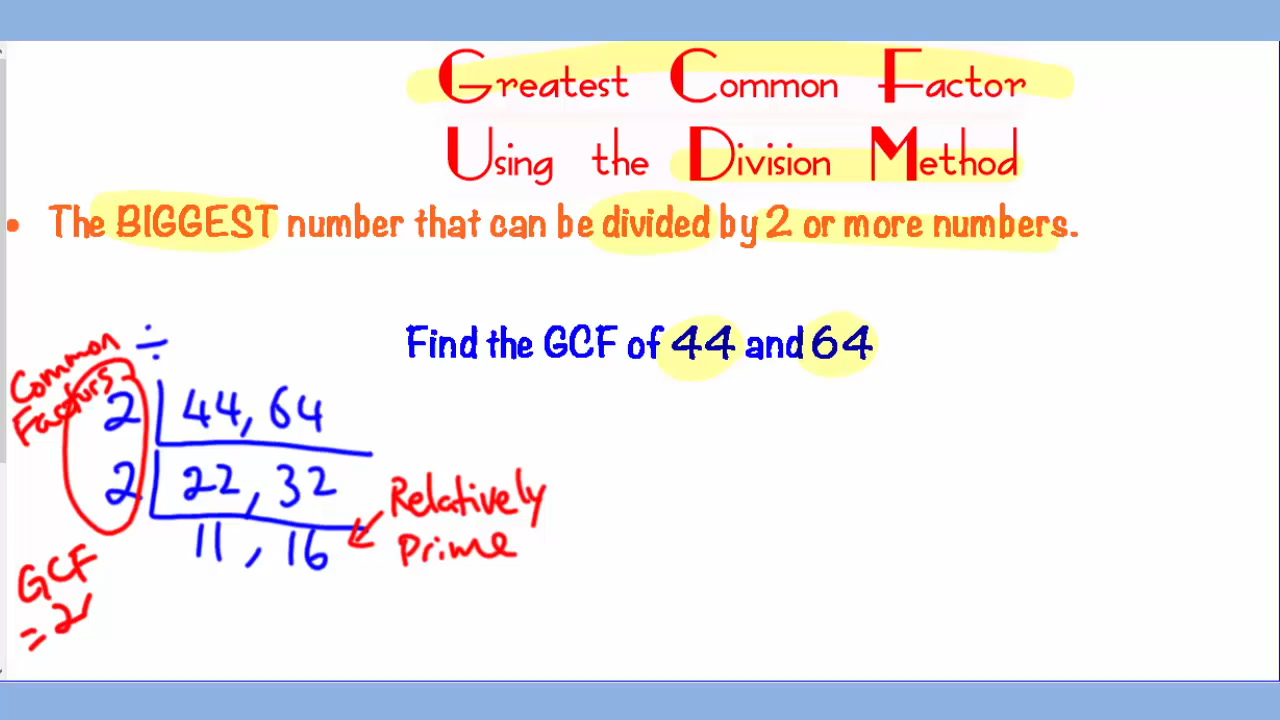 Greatest Common Factor
Using the Division Method
• The BIGGEST number that can be divided by 2 or more numbers.
Find the GCF of 44 and 64
÷
Common
Factors
2 44, 64
2 22, 32
11, 16
Relatively
Prime
GCF
= 2